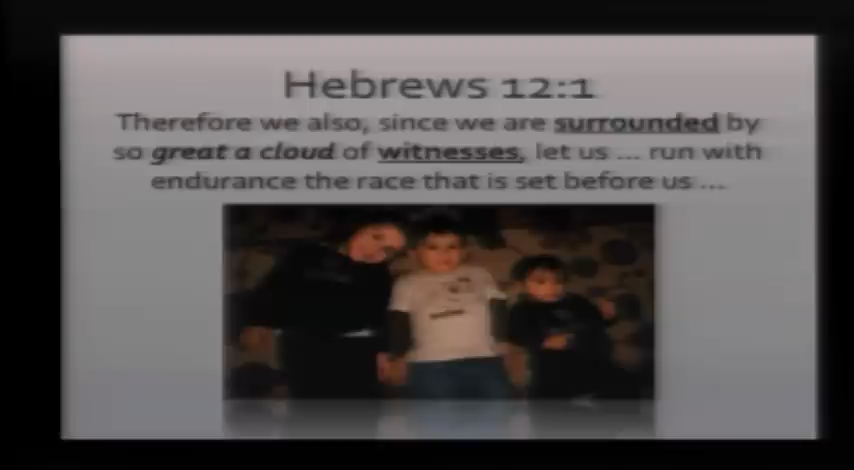 Hebrews 12:1
Therefore we also, since we are surrounded by
so great a cloud of witnesses, let us ... run with
endurance the race that is set before us ...